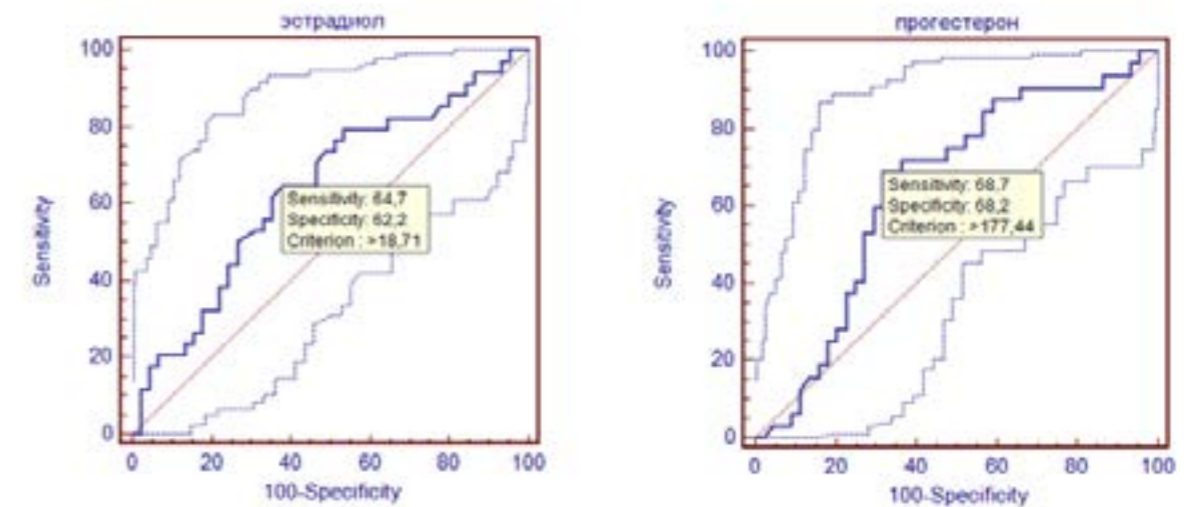 эстрадиол
100
80
60
40
20
0
Sensitivity
Sensitivity: 64,7
Specificity: 62,2
Criterion : >18,71
0 20 40 60 80 100
100-Specificity
прогестерон
100
80
60
40
20
0
Sensitivity
Sensitivity: 68,7
Specificity: 68,2
Criterion : >177,44
0 20 40 60 80 100
100-Specificity